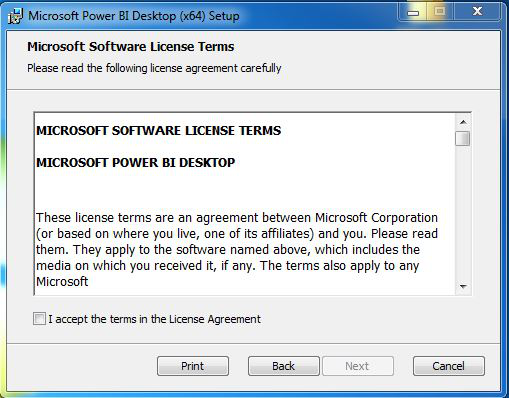 Microsoft Power BI Desktop (x64) Setup
Microsoft Software License Terms
Please read the following license agreement carefully
MICROSOFT SOFTWARE LICENSE TERMS
MICROSOFT POWER BI DESKTOP
These license terms are an agreement between Microsoft Corporation
(or based on where you live, one of its affiliates) and you. Please read
them. They apply to the software named above, which includes the
media on which you received it, if any. The terms also apply to any
Microsoft
I accept the terms in the License Agreement
Print Back Next Cancel